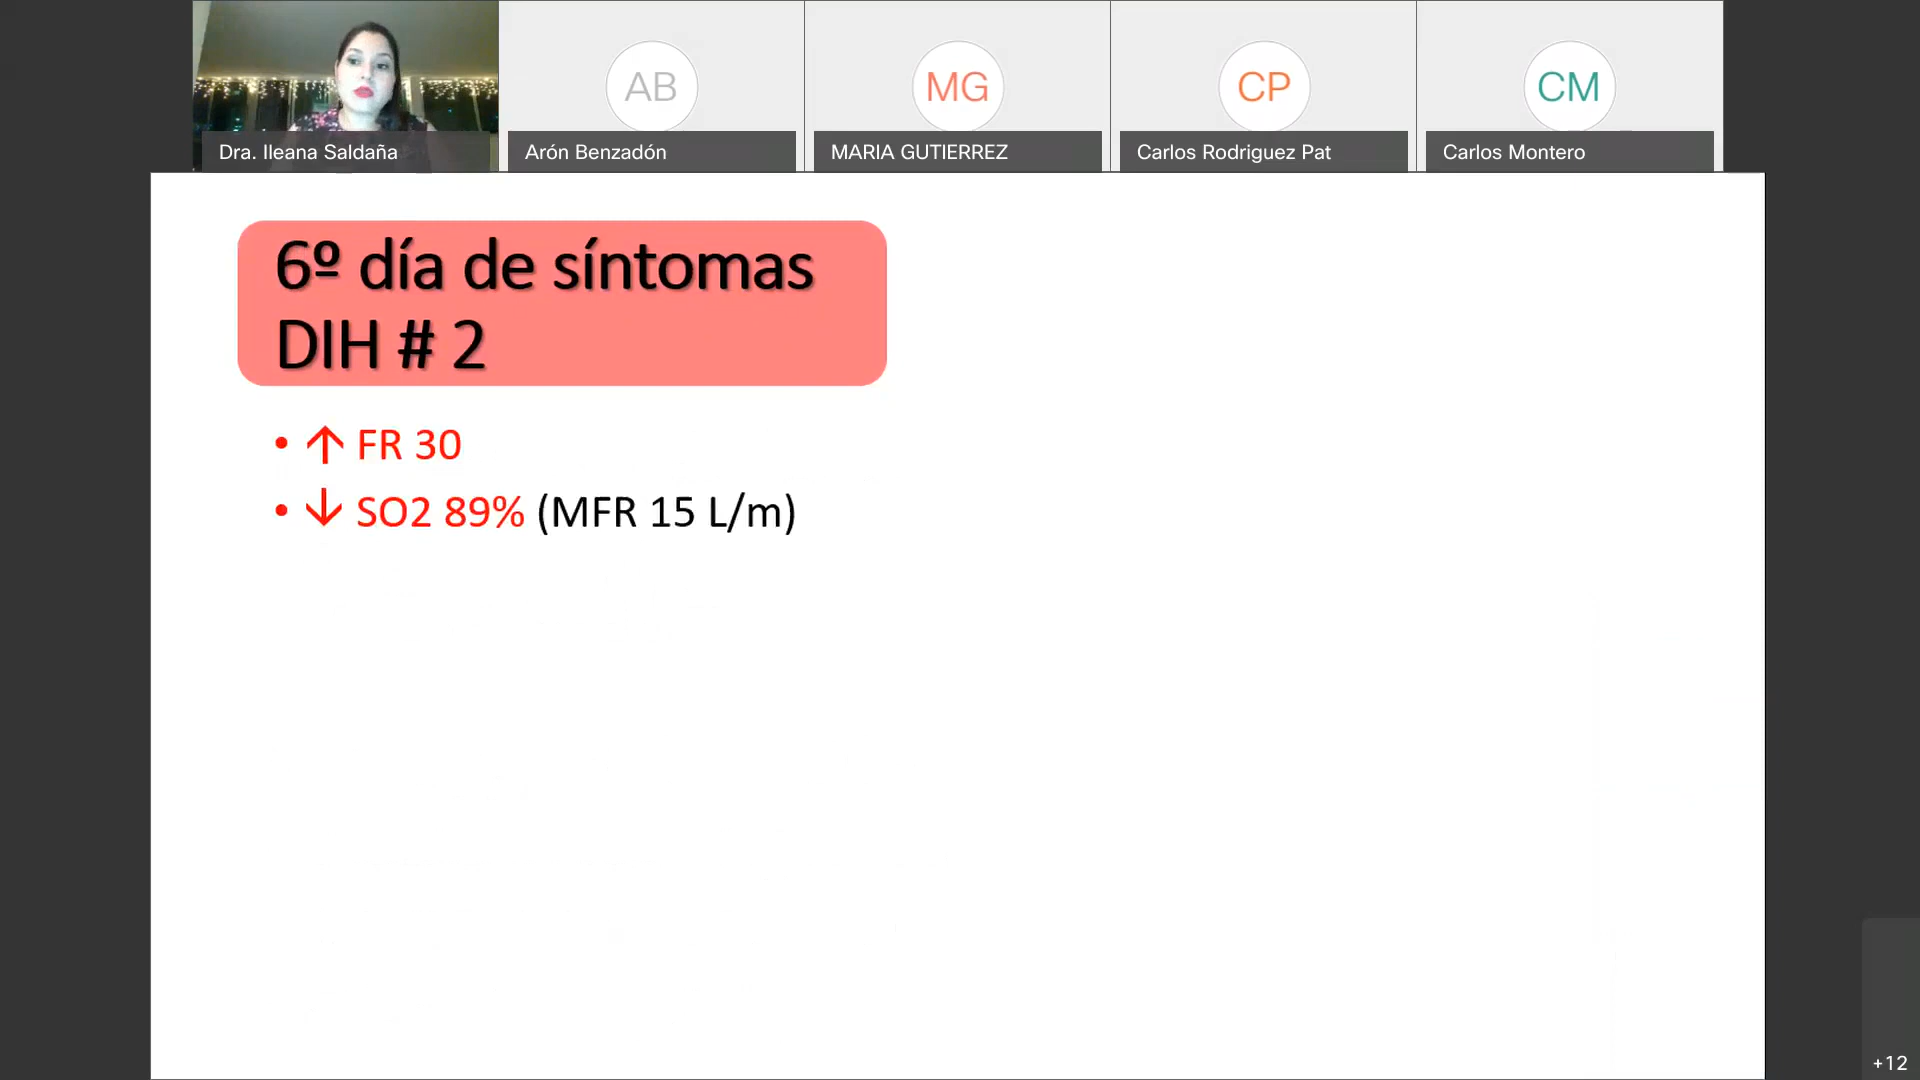 AB
MG
CP
CM
Dra. Ileana Saldaña
Arón Benzadón
MARIA GUTIERREZ
Carlos Rodriguez Pat
Carlos Montero
6º día de síntomas
DIH # 2
• ↑ FR 30
• ↓ SO2 89% (MFR 15 L/m)
+12